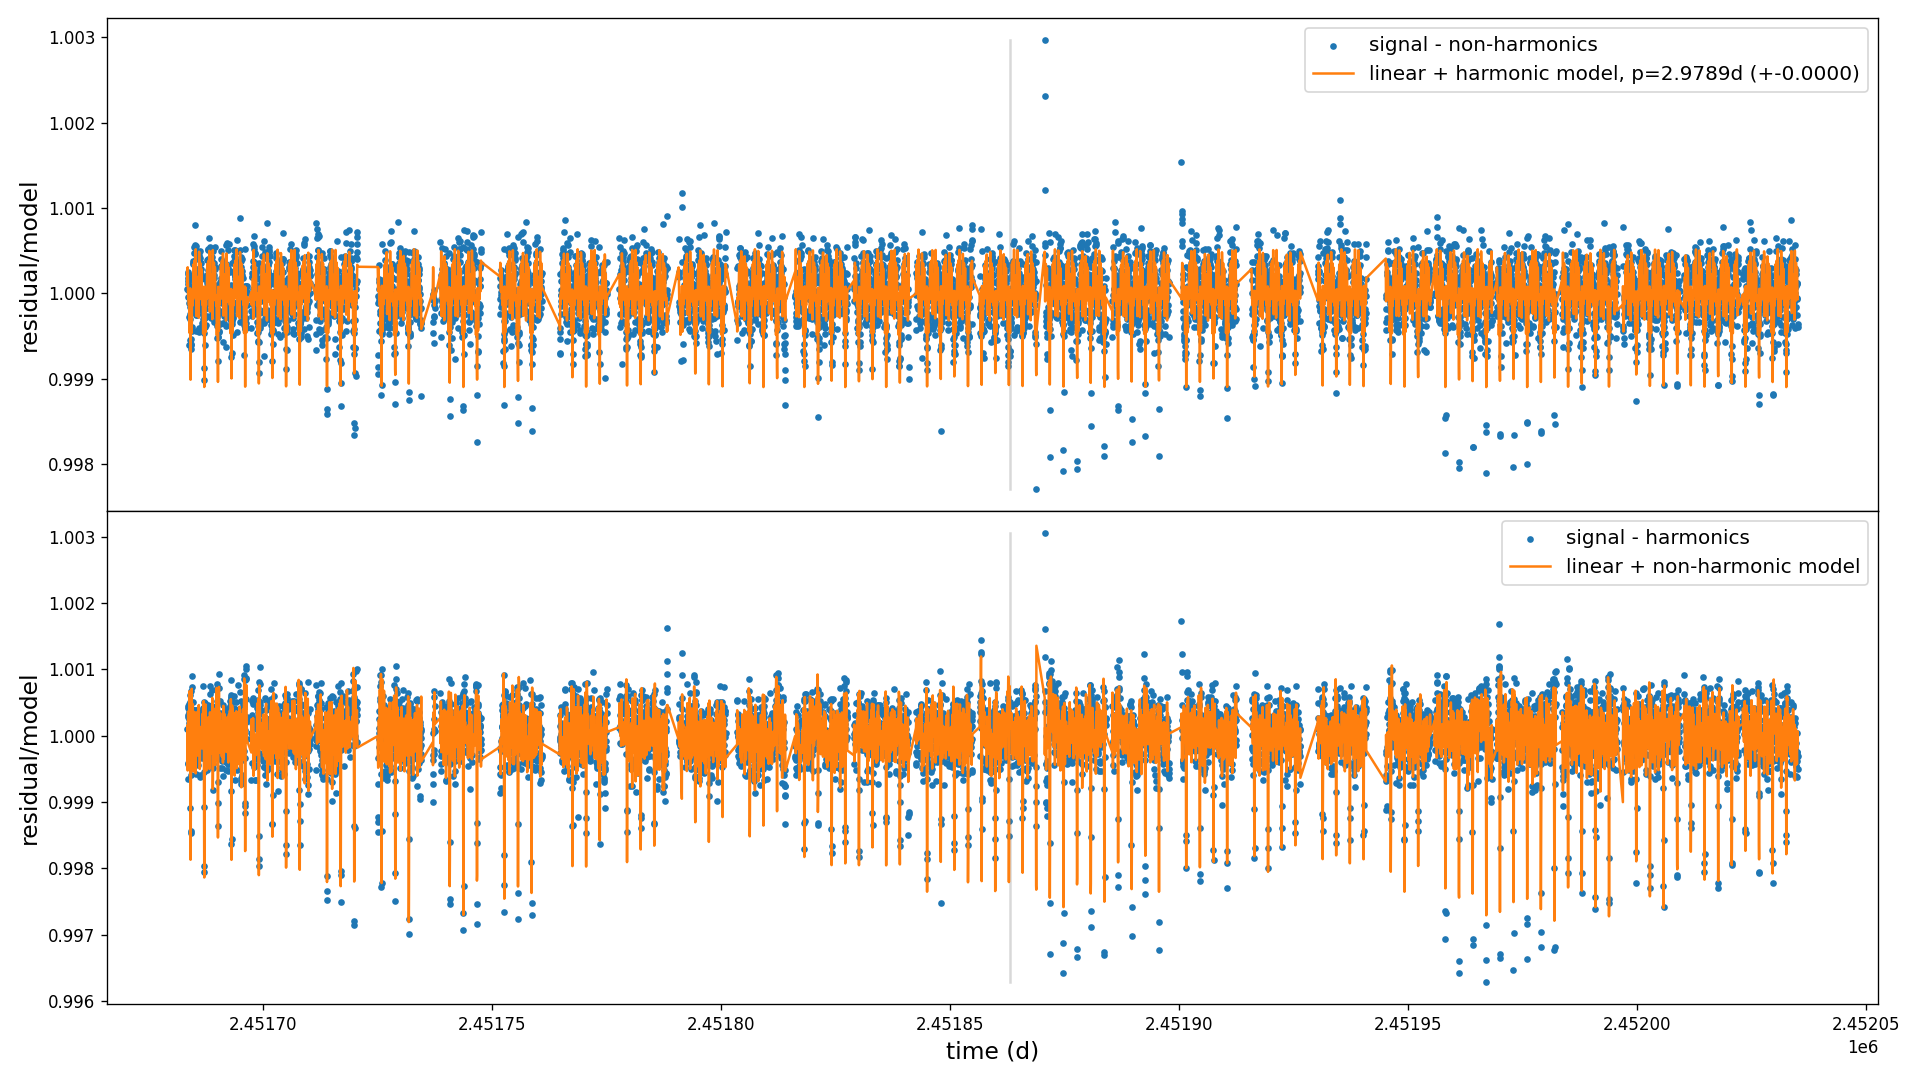 1.003
1.002
1.001
1.000
0.999
0.998
residual/model
signal - non-harmonics
linear + harmonic model, p=2.9789d (+-0.0000)
1.003
1.002
1.001
1.000
0.999
0.998
0.997
0.996
residual/model
signal - harmonics
linear + non-harmonic model
2.45170 2.45175 2.45180 2.45185 2.45190 2.45195 2.45200 2.45205
1e6
time (d)